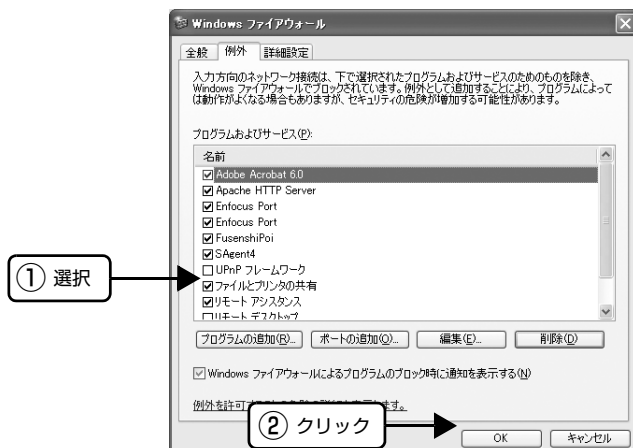 Windows ファイアウォール
全般 例外 詳細設定
入力方向のネットワーク接続は、下で選択されたプログラムおよびサービスのためのものを除き、
Windows ファイアウォールでブロックされています。例外として追加することにより、プログラムによって
は動作がよくなる場合もありますが、セキュリティの危険が増加する可能性があります。
プログラムおよびサービス(P):
名前
Adobe Acrobat 6.0
Apache HTTP Server
Enfocus Port
Enfocus Port
FusenshiPoi
SAgent4
UPnP フレームワーク
① 選択
ファイルとプリンタの共有
リモート アシスタンス
リモート デスクトップ
プログラムの追加(R)... ポートの追加(O)... 編集(E)... 削除(D)
Windows ファイアウォールによるプログラムのブロック時に通知を表示する(N)
例外を許可
② クリック
OK キャンセル